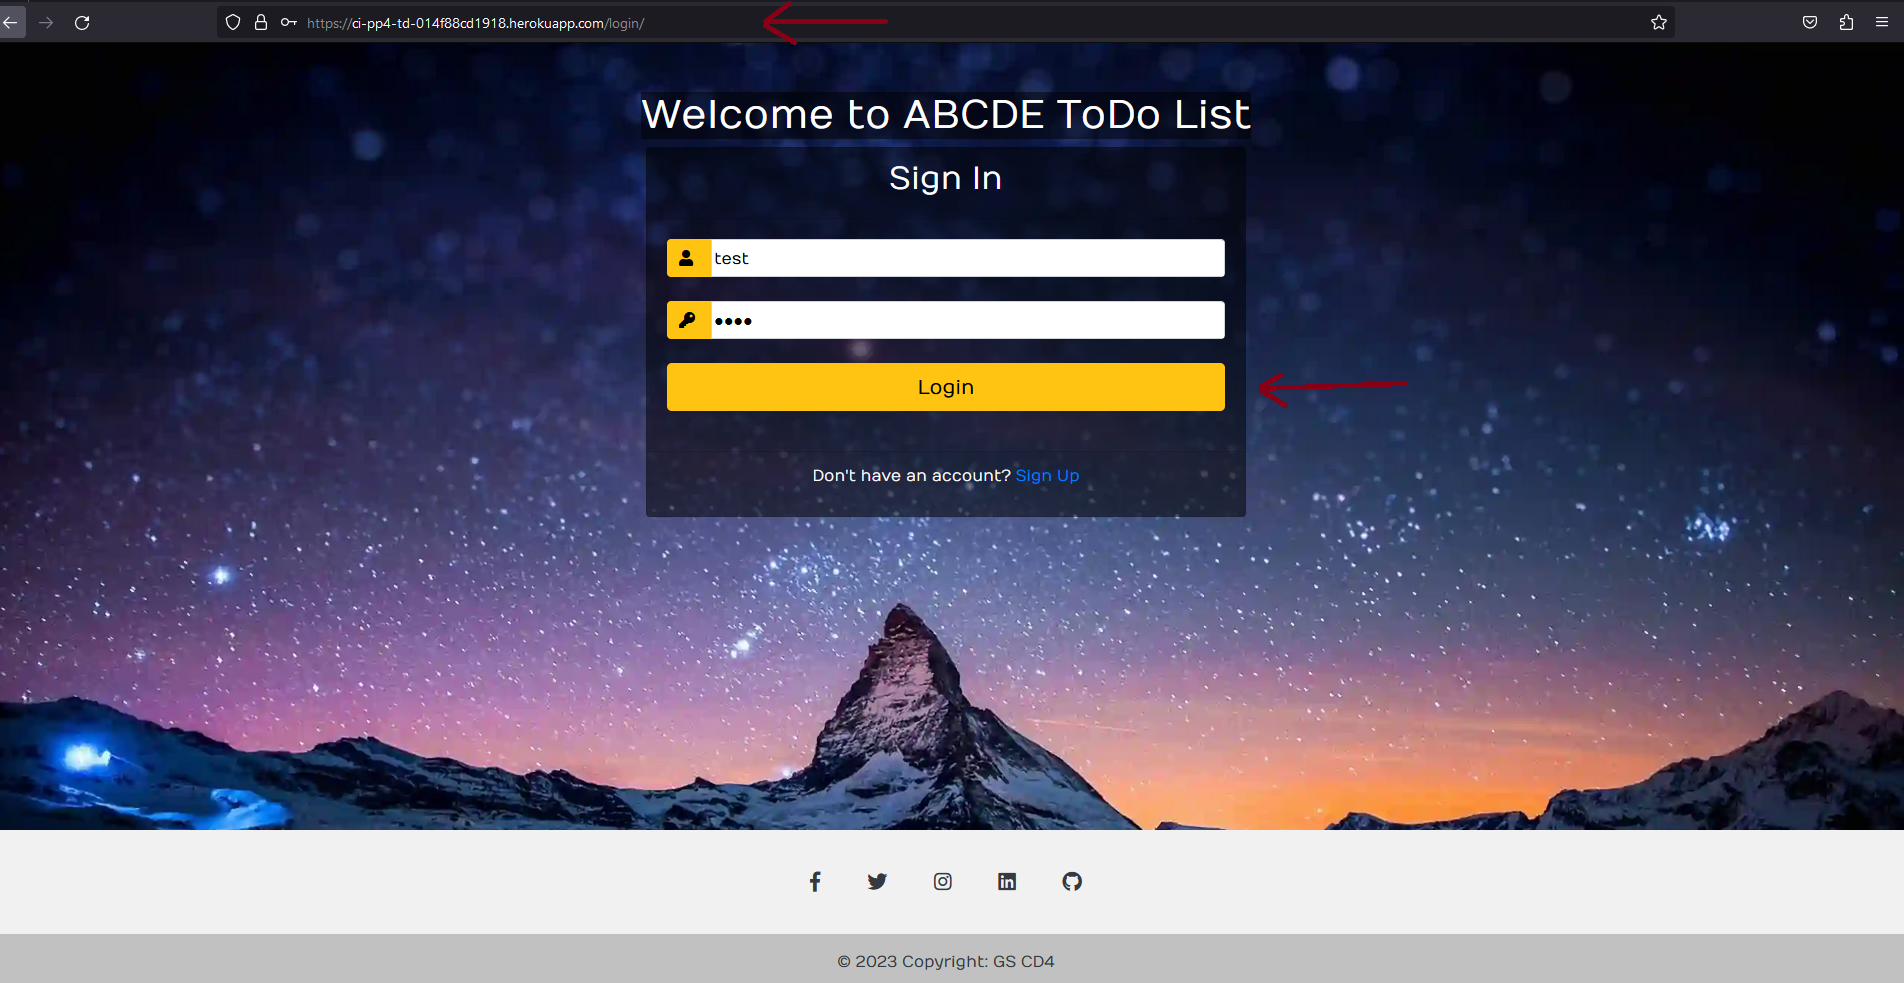 https://ci-pp4-td-014f88cd1918.herokuapp.com/login/
Welcome to ABCDE ToDo List
Sign In
test
••••
Login
Don't have an account? Sign Up
© 2023 Copyright: GS CD4